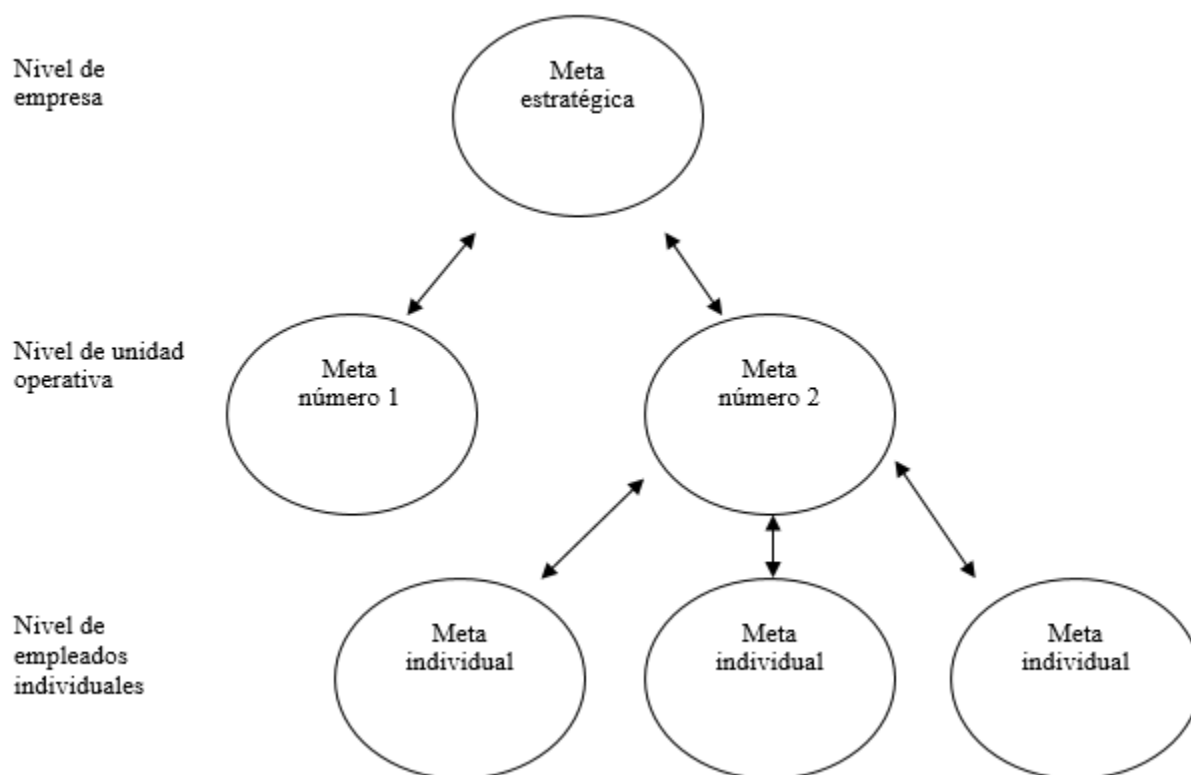 Nivel de
empresa
Meta
estratégica
Nivel de unidad
operativa
Meta
número 1
Meta
número 2
Nivel de
empleados
individuales
Meta
individual
Meta
individual
Meta
individual